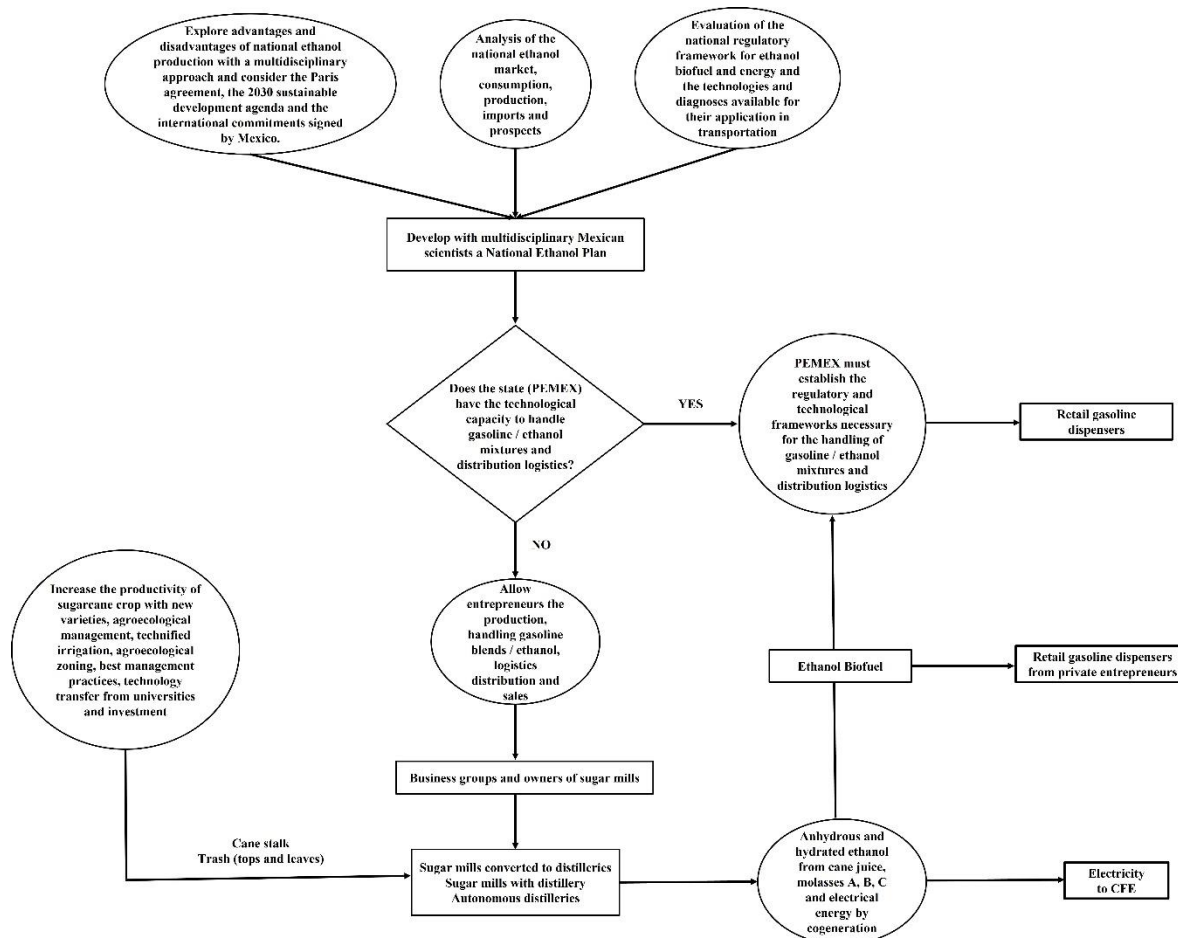 Explore advantages and
disadvantages of national ethanol
production with a multidisciplinary
approach and consider the Paris
agreement, the 2030 sustainable
development agenda and the
international commitments signed
by Mexico.
Analysis of the
national ethanol
market,
consumption,
production,
imports and
prospects
Evaluation of the
national regulatory
framework for ethanol
biofuel and energy and
the technologies and
diagnoses available for
their application in
transportation
Develop with multidisciplinary Mexican
scientists a National Ethanol Plan
Does the state (PEMEX)
have the technological
capacity to handle
gasoline / ethanol
mixtures and
distribution logistics?
YES
PEMEX must
establish the
regulatory and
technological
frameworks necessary
for the handling of
gasoline / ethanol
mixtures and
distribution logistics
Retail gasoline
dispensers
NO
Increase the productivity of
sugarcane crop with new
varieties, agroecological
management, technified
irrigation, agroecological
zoning, best management
practices, technology
transfer from universities
and investment
Allow
entrepreneurs the
production,
handling gasoline
blends / ethanol,
logistics
distribution and
sales
Ethanol Biofuel
Retail gasoline dispensers
from private entrepreneurs
Business groups and owners of sugar mills
Cane stalk
Trash (tops and leaves)
Sugar mills converted to distilleries
Sugar mills with distillery
Autonomous distilleries
Anhydrous and
hydrated ethanol
from cane juice,
molasses A, B, C
and electrical
energy by
cogeneration
Electricity
to CFE